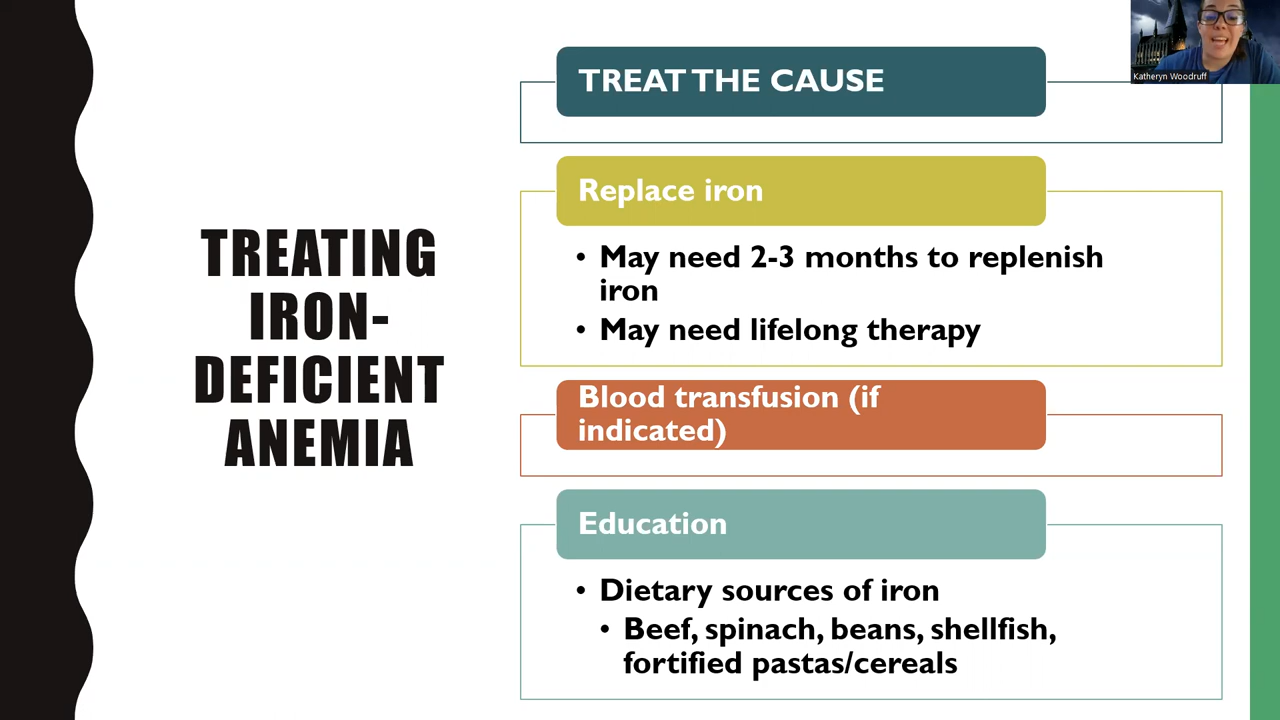 Katheryn Woodruff
TREATING
IRON-
DEFICIENT
ANEMIA
TREAT THE CAUSE
Replace iron
• May need 2-3 months to replenish
iron
• May need lifelong therapy
Blood transfusion (if
indicated)
Education
• Dietary sources of iron
• Beef, spinach, beans, shellfish,
fortified pastas/cereals